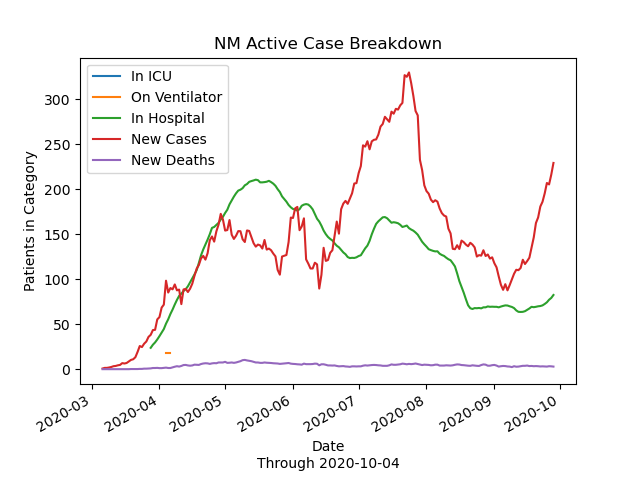 NM Active Case Breakdown
In ICU
On Ventilator
In Hospital
New Cases
New Deaths
Patients in Category
300
250
200
150
100
50
0
2020-03
2020-04
2020-05
2020-06
2020-07
2020-08
2020-09
2020-10
Date
Through 2020-10-04